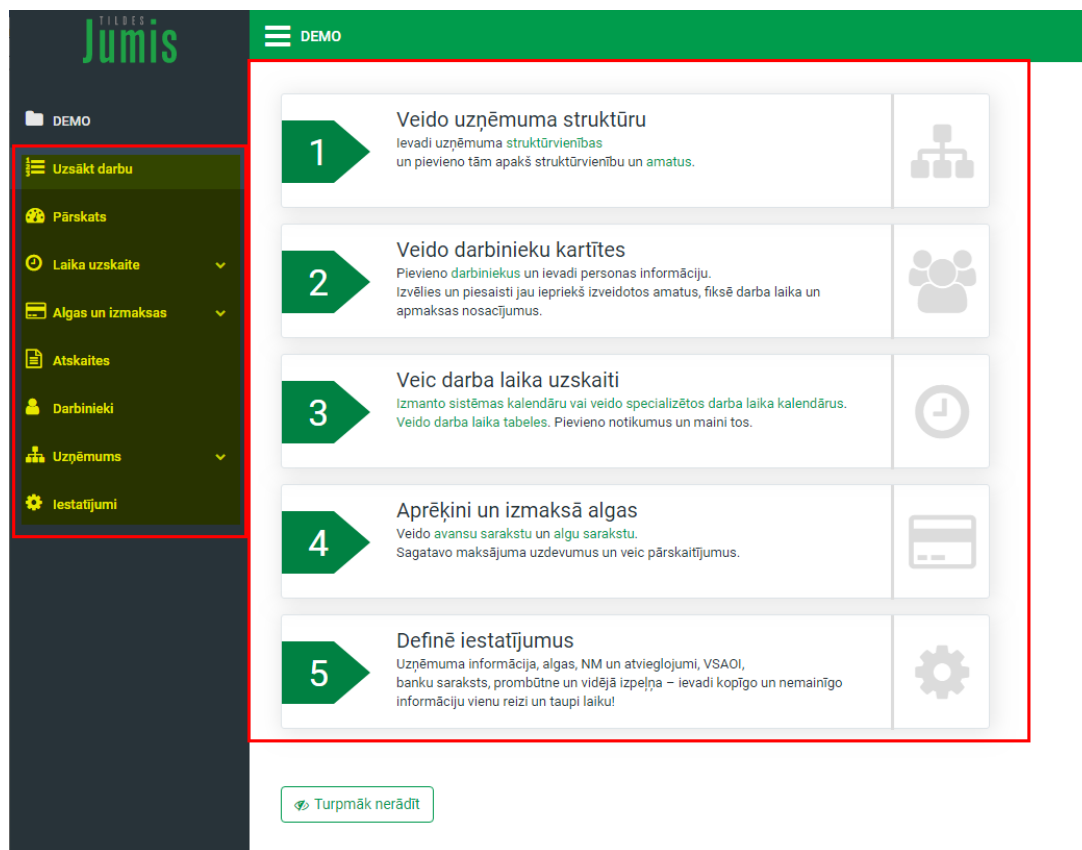 TILDES
Jumis
DEMO
DEMO
Uzsākt darbu
Pārskats
Laika uzskaite
Algas un izmaksas
Atskaites
Darbinieki
Uzņēmums
Iestatījumi
1
Veido uzņēmuma struktūru
Ievadi uzņēmuma struktūrvienības
un pievieno tām apakš struktūrvienību un amatus.
2
Veido darbinieku kartītes
Pievieno darbiniekus un ievadi personas informāciju.
Izvēlies un piesaisti jau iepriekš izveidotos amatus, fiksē darba laika un
apmaksas nosacījumus.
3
Veic darba laika uzskaiti
Izmanto sistēmas kalendāru vai veido specializētos darba laika kalendārus.
Veido darba laika tabeles. Pievieno notikumus un maini tos.
4
Aprēķini un izmaksā algas
Veido avansu sarakstu un algu sarakstu.
Sagatavo maksājuma uzdevumus un veic pārskaitījumus.
5
Definē iestatījumus
Uzņēmuma informācija, algas, NM un atvieglojumi, VSAOI,
banku saraksts, prombūtne un vidējā izpeļņa – ievadi kopīgo un nemainīgo
informāciju vienu reizi un taupi laiku!
Turpmāk nerādīt